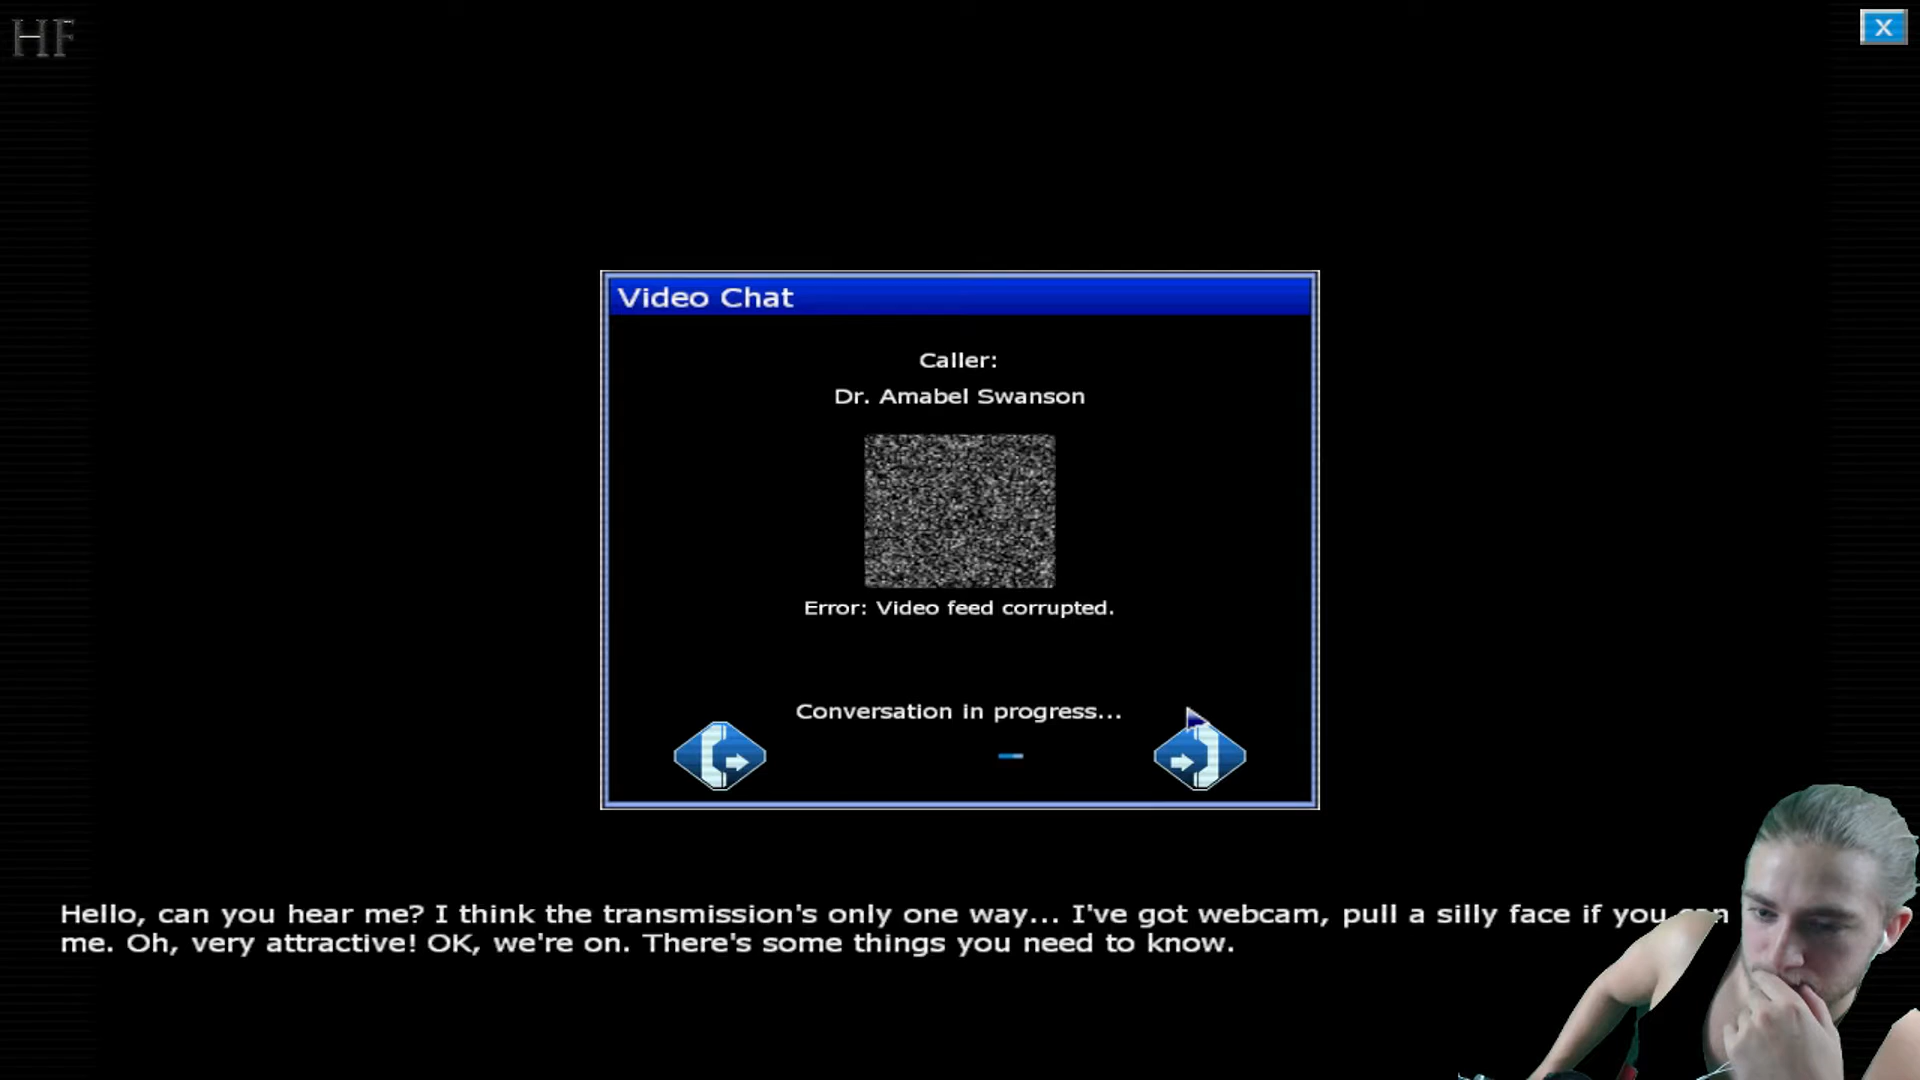 HF
X
Video Chat
Caller:
Dr. Amabel Swanson
Error: Video feed corrupted.
Conversation in progress...
Hello, can you hear me? I think the transmission's only one way... I've got webcam, pull a silly face if you
me. Oh, very attractive! OK, we're on. There's some things you need to know.